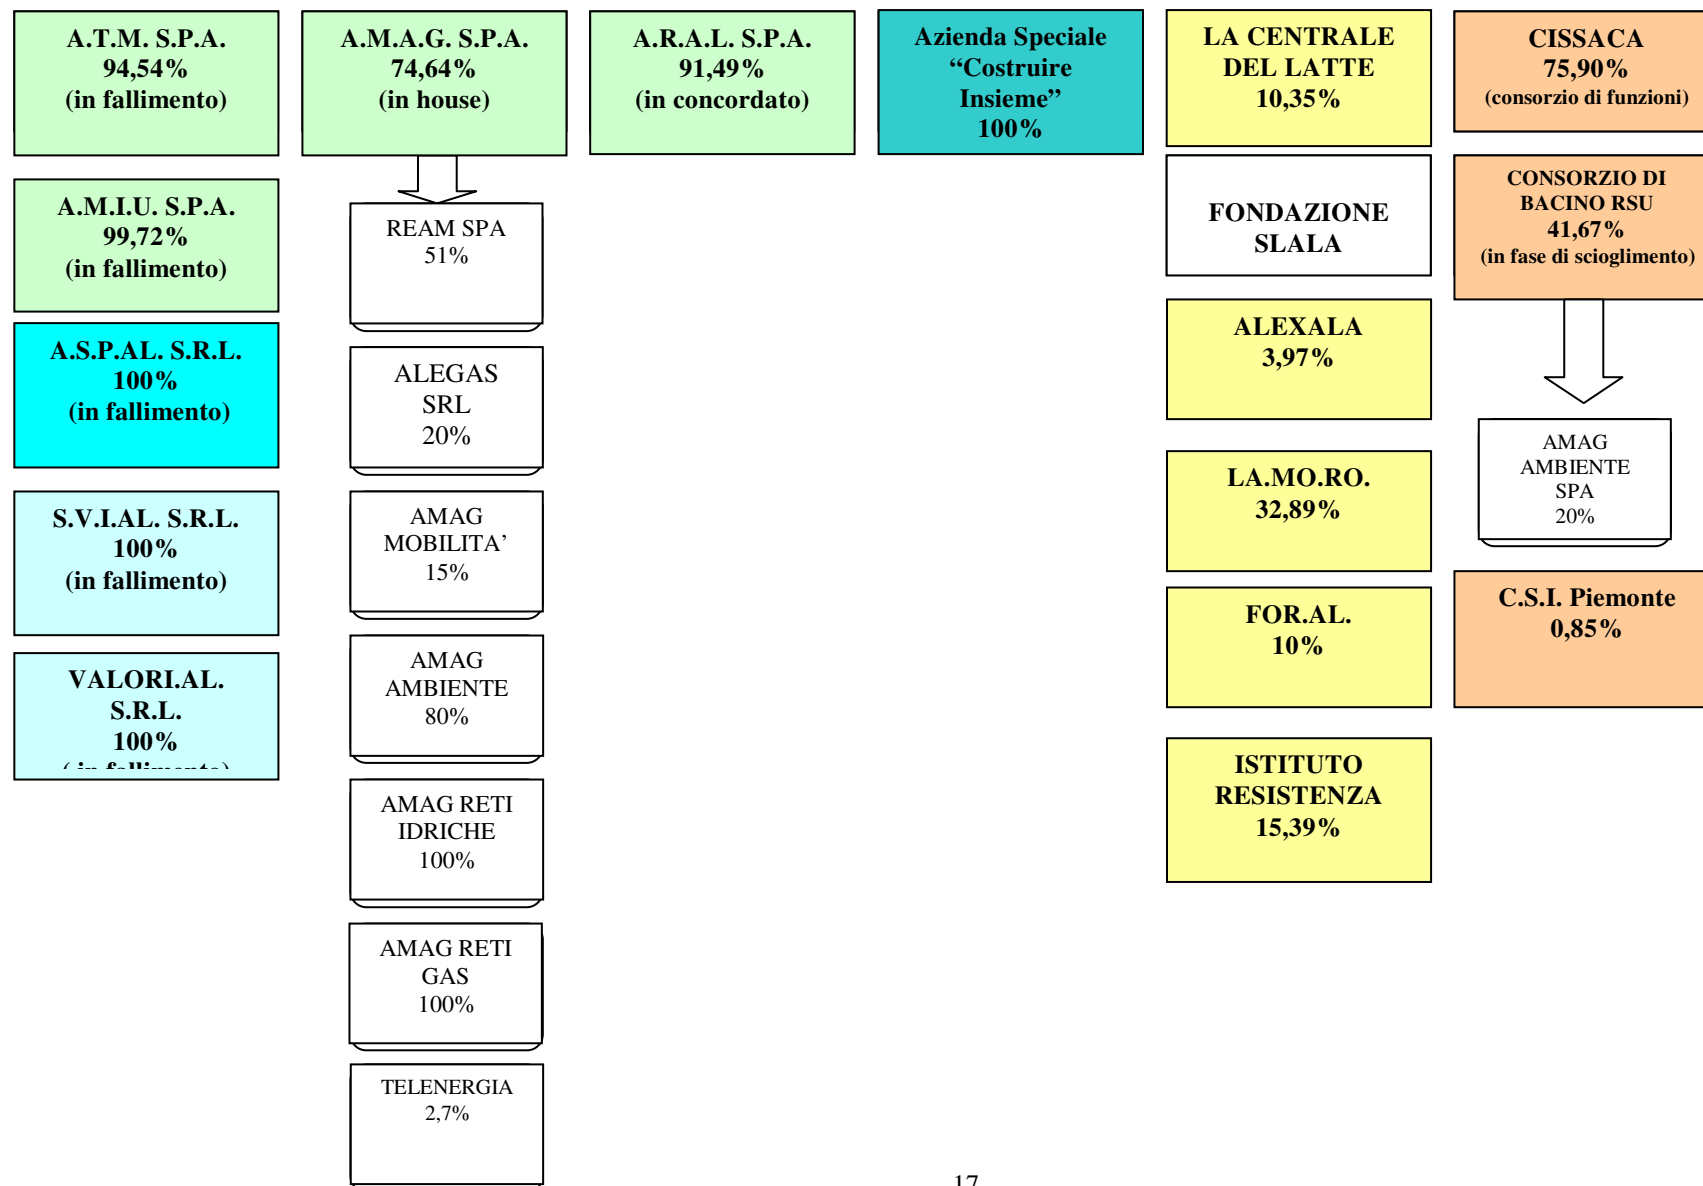 A.T.M. S.P.A.
94,54%
(in fallimento)
A.M.I.U. S.P.A.
99,72%
(in fallimento)
A.S.P.AL. S.R.L.
100%
(in fallimento)
S.V.I.AL. S.R.L.
100%
(in fallimento)
VALORI.AL.
S.R.L.
100%
( in fallimento)
A.M.A.G. S.P.A.
74,64%
(in house)
REAM SPA
51%
ALEGAS
SRL
20%
AMAG
MOBILITA’
15%
AMAG
AMBIENTE
80%
AMAG RETI
IDRICHE
100%
AMAG RETI
GAS
100%
TELENERGIA
2,7%
A.R.A.L. S.P.A.
91,49%
(in concordato)
Azienda Speciale
“Costruire
Insieme”
100%
LA CENTRALE
DEL LATTE
10,35%
FONDAZIONE
SLALA
ALEXALA
3,97%
LA.MO.RO.
32,89%
FOR.AL.
10%
ISTITUTO
RESISTENZA
15,39%
CISSACA
75,90%
(consorzio di funzioni)
CONSORZIO DI
BACINO RSU
41,67%
(in fase di scioglimento)
AMAG
AMBIENTE
SPA
20%
C.S.I. Piemonte
0,85%
17